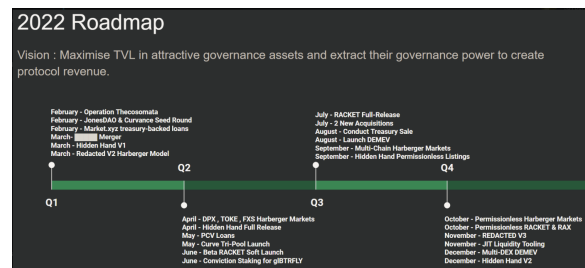 2022 Roadmap
Vision : Maximise TVL in attractive governance assets and extract their governance power to create
protocol revenue.
February - Operation Thecosomata
February - JonesDAO & Curvance Seed Round
February - Market.xyz treasury-backed loans
March- Merger
March - Hidden Hand V1
March - Redacted V2 Harberger Model
July - RACKET Full-Release
July - 2 New Acquisitions
August - Conduct Treasury Sale
August - Launch DEMEV
September - Multi-Chain Harberger Markets
September - Hidden Hand Permissionless Listings
Q2
Q4
Q1
Q3
April - DPX , TOKE , FXS Harberger Markets
April - Hidden Hand Full Release
May - PCV Loans
May - Curve Tri-Pool Launch
June - Beta RACKET Soft Launch
June - Conviction Staking for glBTRFLY
October - Permissionless Harberger Markets
October - Permissionless RACKET & RAX
November - REDACTED V3
November - JIT Liquidity Tooling
December - Multi-DEX DEMEV
December - Hidden Hand V2